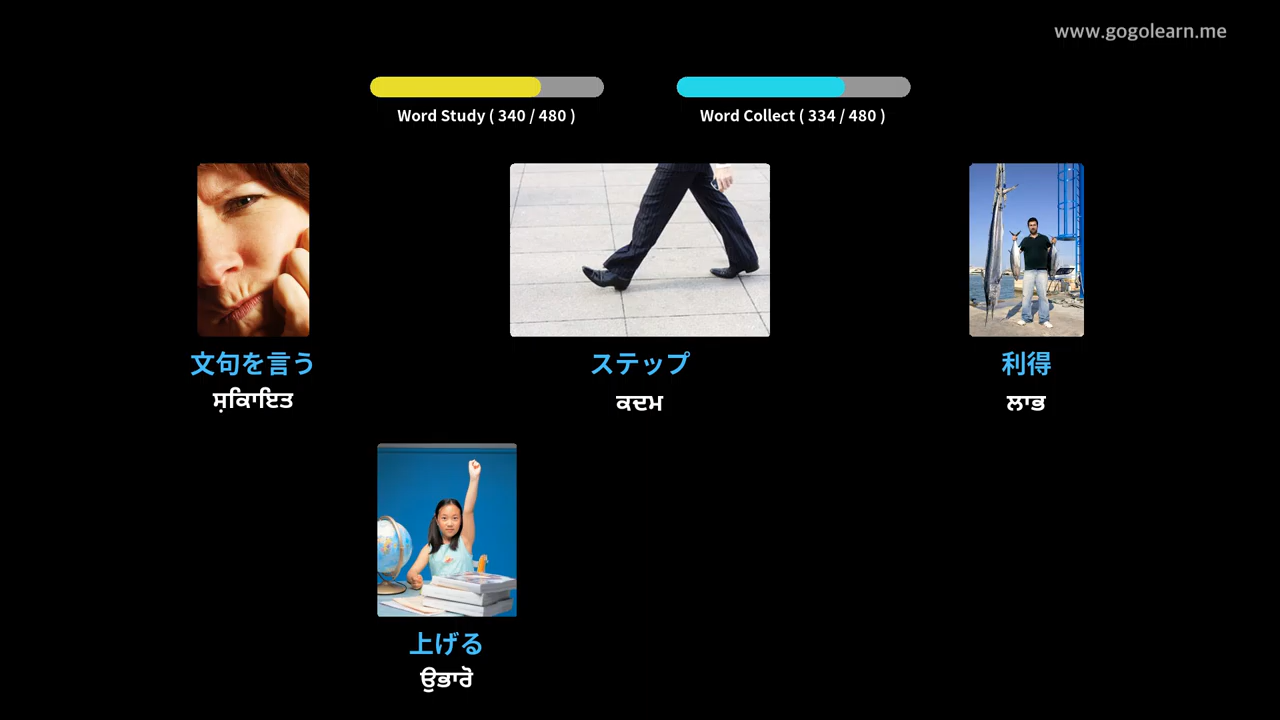 www.gogolearn.me
Word Study ( 340 / 480 )
Word Collect ( 334 / 480 )
文句を言う
ਸ਼ਿਕਾਇਤ
ステップ
ਕਦਮ
利得
ਲਾਭ
上げる
ਉਭਾਰੋ